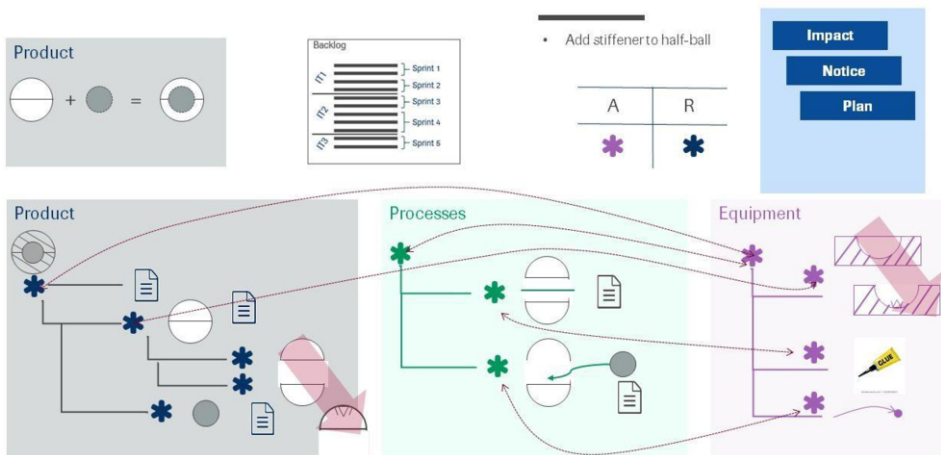 Product
+
=
Backlog
IT1
IT2
IT3
Sprint 1
Sprint 2
Sprint 3
Sprint 4
Sprint 5
• Add stiffener to half-ball
A R
Impact
Notice
Plan
Product
Processes
Equipment
GLUE